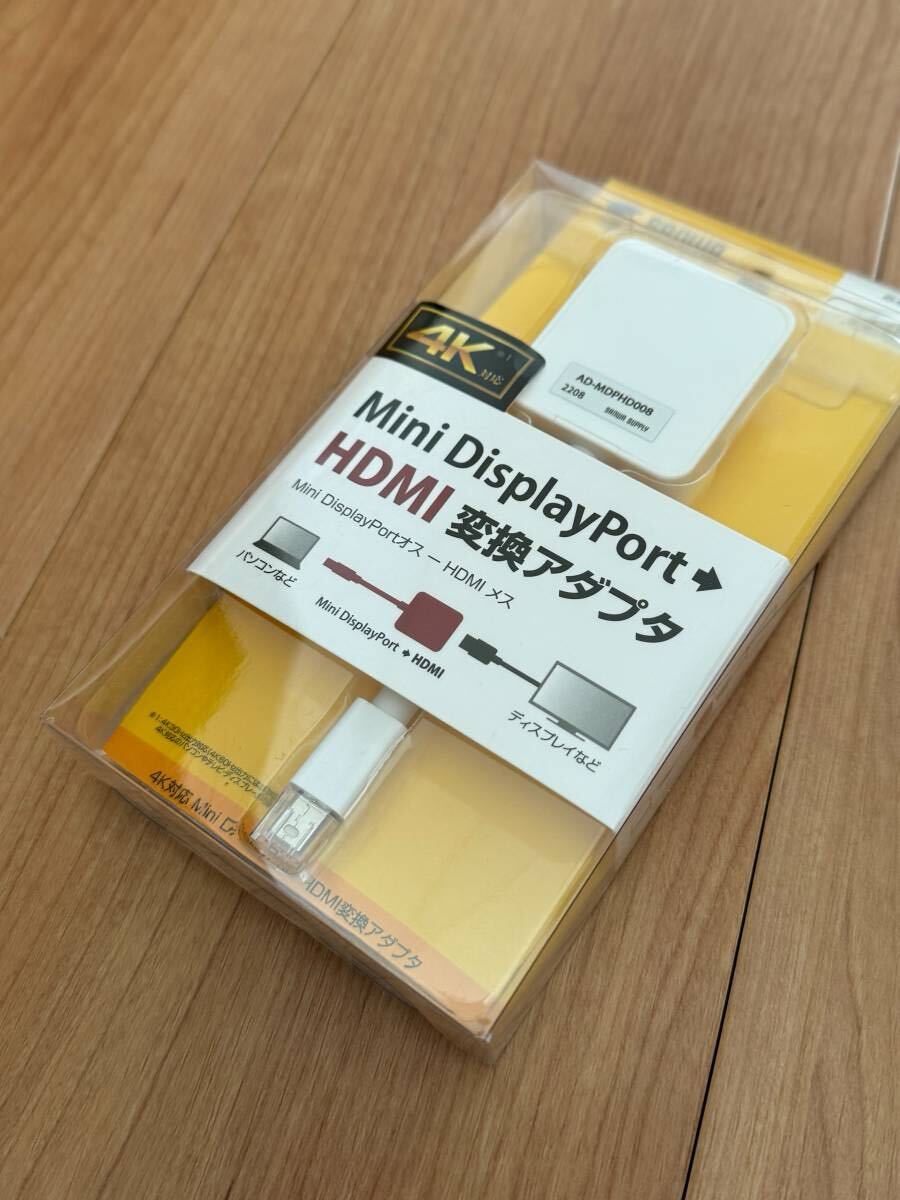 SANWA
4K
※1
対応
AD-MDPHD008
2208 SANWA SUPPLY
Mini DisplayPort➡
HDMI 変換アダプタ
Mini DisplayPortオス ー HDMI メス
パソコンなど
Mini DisplayPort ➡ HDMI
ディスプレイなど
4K対応 Mini
HDMI変換アダプタ